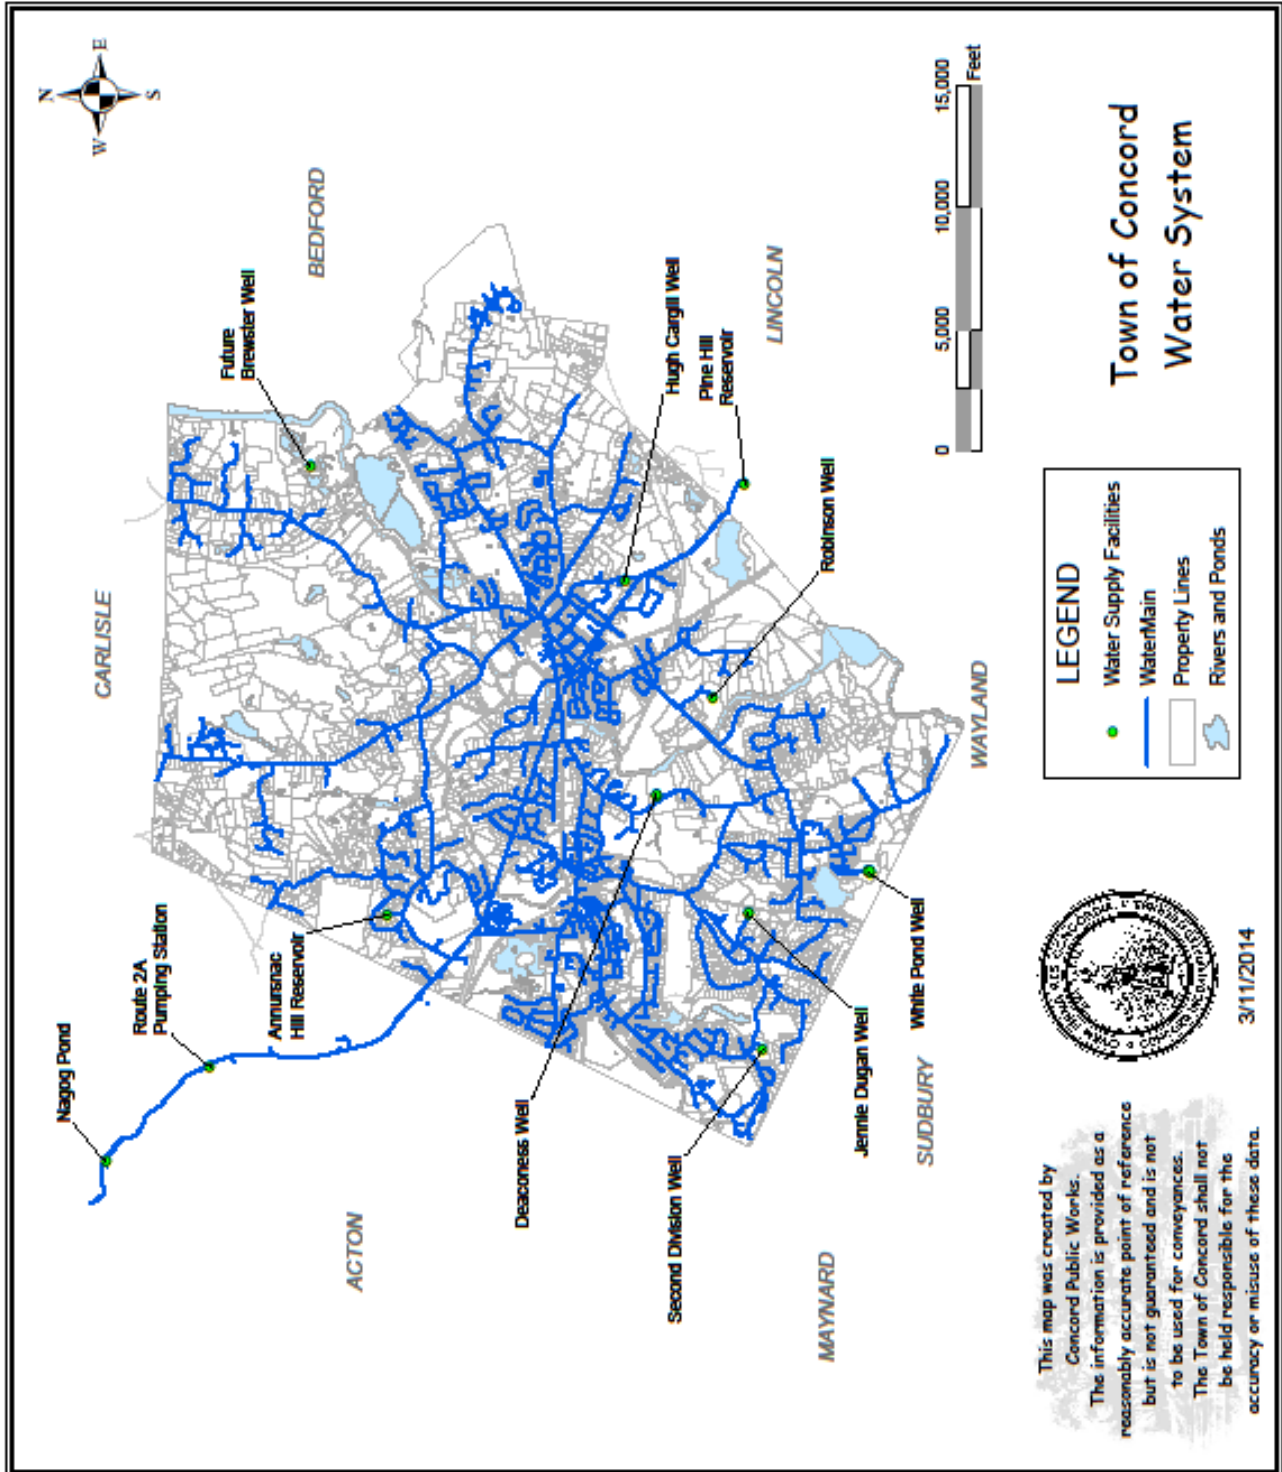 N
W
E
S
CARLISLE
BEDFORD
Future
Brewster Well
Nagog Pond
Route 2A
Pumping Station
Annursnac
Hill Reservoir
ACTON
Hugh Cargill Well
Pine Hill
Reservoir
LINCOLN
Robinson Well
Deaconess Well
Second Division Well
Jennie Dugan Well
White Pond Well
MAYNARD
SUDBURY
WAYLAND
0
5,000
10,000
15,000
Feet
This map was created by
Concord Public Works.
The information is provided as a
reasonably accurate point of reference
but is not guaranteed and is not
to be used for conveyances.
The Town of Concord shall not
be held responsible for the
accuracy or misuse of these data.
3/11/2014
LEGEND
Water Supply Facilities
WaterMain
Property Lines
Rivers and Ponds
Town of Concord
Water System